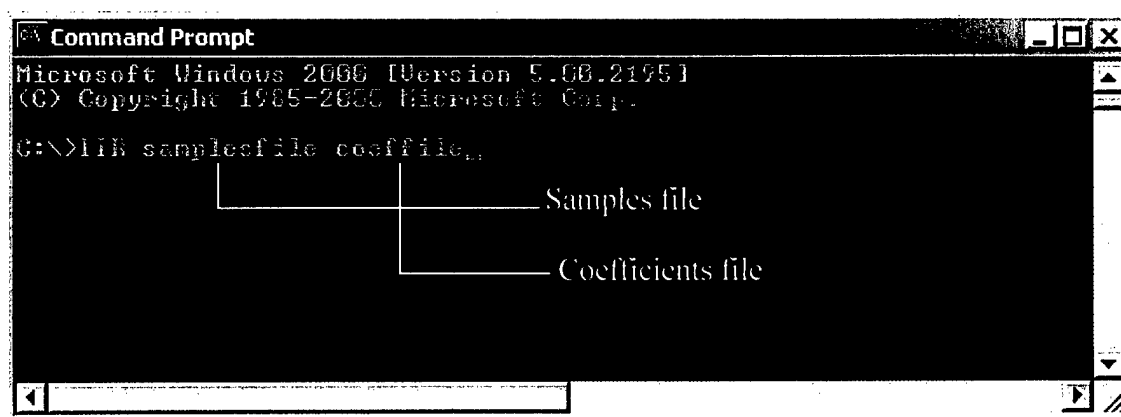 Command Prompt
Microsoft Windows 2000 [Version 5.00.2195]
(C) Copyright 1985-2000 Microsoft Corp.
C:\>IIR samplesfile coeffile_
Samples file
Coefficients file